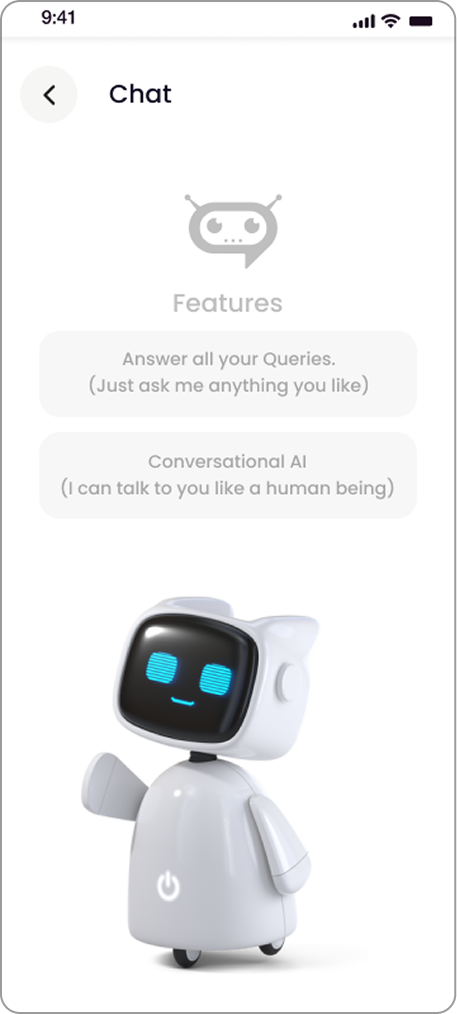 9:41
Chat
Features
Answer all your Queries.
(Just ask me anything you like)
Conversational AI
(I can talk to you like a human being)